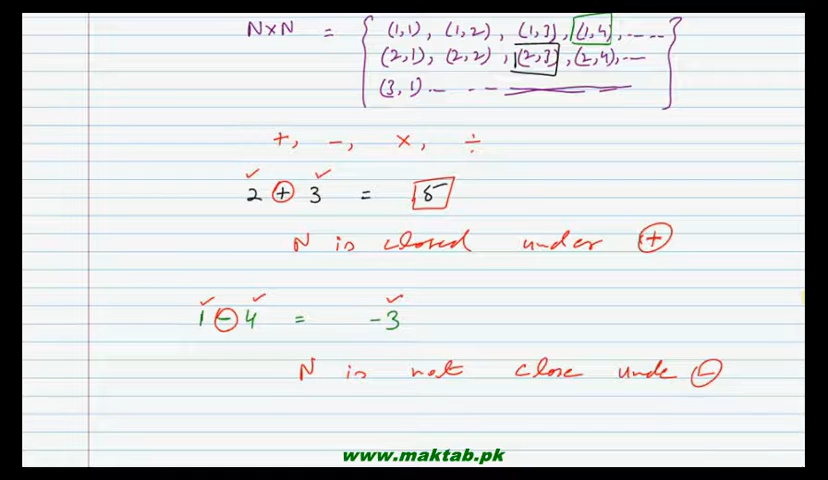 N×N = { (1,1), (1,2), (1,3), (1,4), .....
(2,1), (2,2), (2,3), (2,4), ...
(3,1) ... - - }
+, -, ×, ÷
2 + 3 = 5
N is closed under +
1 - 4 = -3
N is not close unde -
www.maktab.pk